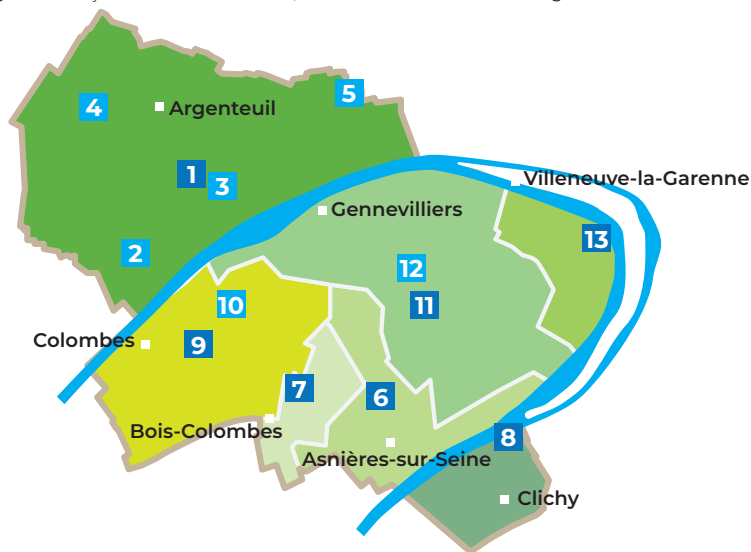 4
Argenteuil
5
1
3
Villeneuve-la-Garenne
Gennevilliers
2
13
12
10
11
Colombes
9
7
6
Bois-Colombes
8
Asnières-sur-Seine
Clichy